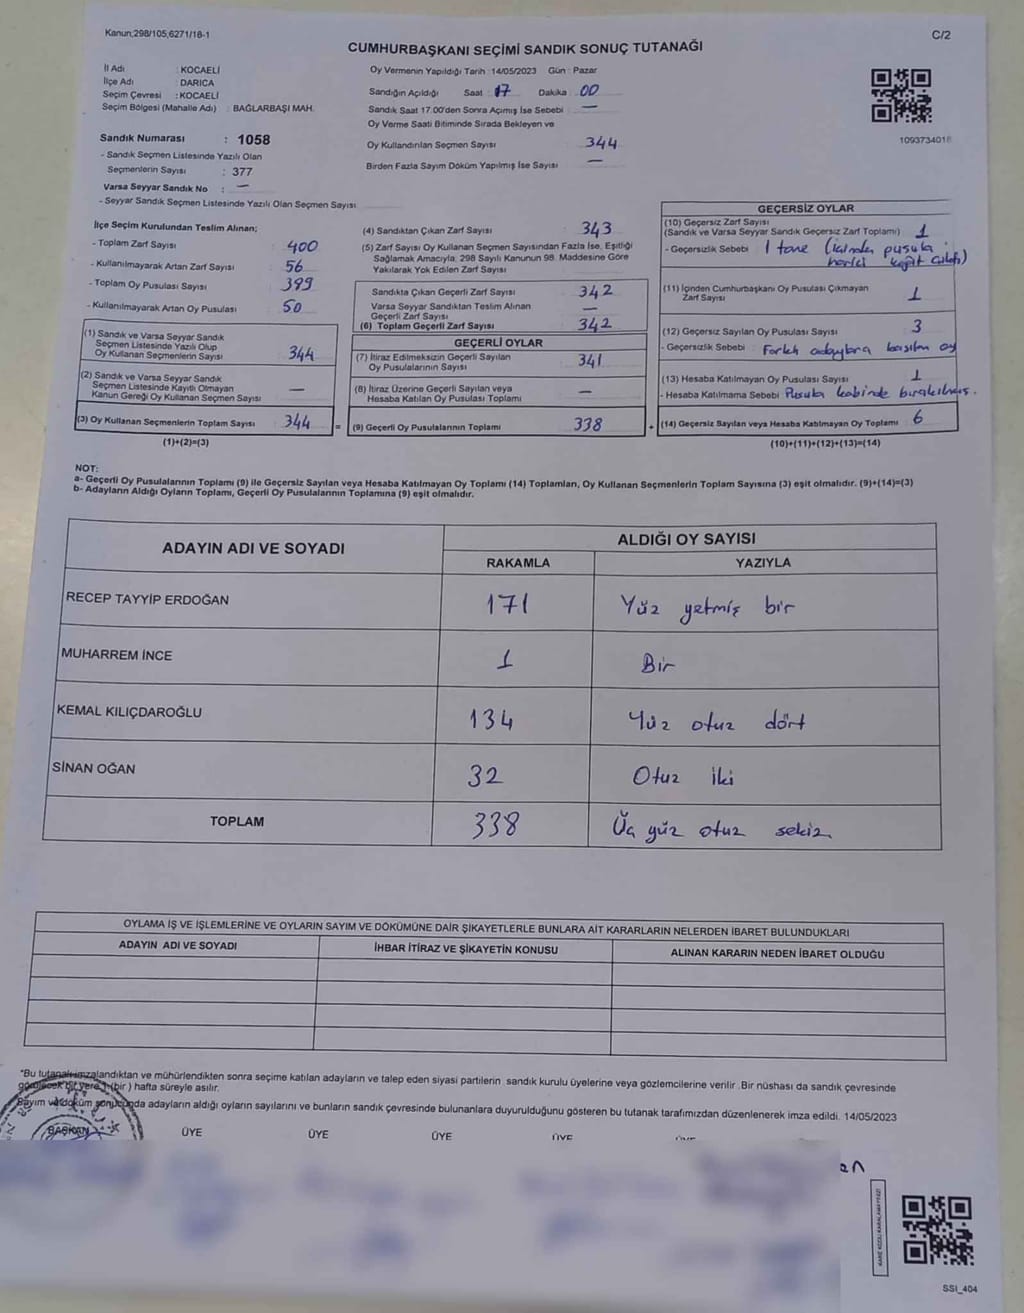 Kanun,298/105,6271/18-1
C/2
CUMHURBAŞKANI SEÇİMİ SANDIK SONUÇ TUTANAĞI
İl Adı : KOCAELİ
İlçe Adı : DARICA
Seçim Çevresi : KOCAELİ
Seçim Bölgesi (Mahalle Adı) : BAĞLARBAŞI MAH.
Sandık Numarası : 1058
- Sandık Seçmen Listesinde Yazılı Olan
Seçmenlerin Sayısı : 377
Varsa Seyyar Sandık No : —
- Seyyar Sandık Seçmen Listesinde Yazılı Olan Seçmen Sayısı
Oy Vermenin Yapıldığı Tarih : 14/05/2023 Gün : Pazar
Sandığın Açıldığı Saat : 17 Dakika : 00
Sandık Saat 17.00'den Sonra Açımış İse Sebebi : —
Oy Verme Saati Bitiminde Sırada Bekleyen ve
Oy Kullandırılan Seçmen Sayısı : 344
Birden Fazla Sayım Döküm Yapılmış İse Sayısı —
1093734018
İlçe Seçim Kurulundan Teslim Alınan;
- Toplam Zarf Sayısı : 400
- Kullanılmayarak Artan Zarf Sayısı : 56
- Toplam Oy Pusulası Sayısı : 399
- Kullanılmayarak Artan Oy Pusulası : 50
(1) Sandık ve Varsa Seyyar Sandık
Seçmen Listesinde Yazılı Olup
Oy Kullanan Seçmenlerin Sayısı : 344
(2) Sandık ve Varsa Seyyar Sandık
Seçmen Listesinde Kayıtlı Olmayan
Kanun Gereği Oy Kullanan Seçmen Sayısı —
(3) Oy Kullanan Seçmenlerin Toplam Sayısı : 344 =
(1)+(2)=(3)
(4) Sandıktan Çıkan Zarf Sayısı : 343
(5) Zarf Sayısı Oy Kullanan Seçmen Sayısından Fazla İse, Eşitliği
Sağlamak Amacıyla, 298 Sayılı Kanunun 98. Maddesine Göre
Yakılarak Yok Edilen Zarf Sayısı
Sandıkta Çıkan Geçerli Zarf Sayısı : 342
Varsa Seyyar Sandıktan Teslim Alınan
Geçerli Zarf Sayısı —
(6) Toplam Geçerli Zarf Sayısı : 342
GEÇERLİ OYLAR
(7) İtiraz Edilmeksizin Geçerli Sayılan
Oy Pusulalarının Sayısı : 341
(8) İtiraz Üzerine Geçerli Sayılan veya
Hesaba Katılan Oy Pusulası Toplamı : —
(9) Geçerli Oy Pusulalarının Toplamı : 338 +
GEÇERSİZ OYLAR
(10) Geçersiz Zarf Sayısı
(Sandık ve Varsa Seyyar Sandık Geçersiz Zarf Toplamı) : 1
- Geçersizlik Sebebi : 1 tane (içinden pusula
harici kağıt çıktı)
(11) İçinden Cumhurbaşkanı Oy Pusulası Çıkmayan
Zarf Sayısı : 1
(12) Geçersiz Sayılan Oy Pusulası Sayısı : 3
- Geçersizlik Sebebi : Farklı adaylara basılan oy
(13) Hesaba Katılmayan Oy Pusulası Sayısı : 1
- Hesaba Katılmama Sebebi : Pusula kabinde bırakılmış.
(14) Geçersiz Sayılan veya Hesaba Katılmayan Oy Toplamı : 6
(10)+(11)+(12)+(13)=(14)
NOT:
a- Geçerli Oy Pusulalarının Toplamı (9) ile Geçersiz Sayılan veya Hesaba Katılmayan Oy Toplamı (14) Toplamları, Oy Kullanan Seçmenlerin Toplam Sayısına (3) eşit olmalıdır. (9)+(14)=(3)
b- Adayların Aldığı Oyların Toplamı, Geçerli Oy Pusulalarının Toplamına (9) eşit olmalıdır.
ADAYIN ADI VE SOYADI
ALDIĞI OY SAYISI
RAKAMLA YAZIYLA
RECEP TAYYİP ERDOĞAN 171 Yüz yetmiş bir
MUHARREM İNCE 1 Bir
KEMAL KILIÇDAROĞLU 134 Yüz otuz dört
SİNAN OĞAN 32 Otuz iki
TOPLAM 338 Üç yüz otuz sekiz
OYLAMA İŞ VE İŞLEMLERİNE VE OYLARIN SAYIM VE DÖKÜMÜNE DAİR ŞİKAYETLERLE BUNLARA AİT KARARLARIN NELERDEN İBARET BULUNDUKLARI
ADAYIN ADI VE SOYADI İHBAR İTİRAZ VE ŞİKAYETİN KONUSU ALINAN KARARIN NEDEN İBARET OLDUĞU
"Bu tutanak imzalandıktan ve mühürlendikten sonra seçime katılan adayların ve talep eden siyasi partilerin sandık kurulu üyelerine veya gözlemcilerine verilir. Bir nüshası da sandık çevresinde
görülecek bir yere 1 (bir) hafta süreyle asılır.
Sayım ve döküm sonucunda adayların aldığı oyların sayılarını ve bunların sandık çevresinde bulunanlara duyurulduğunu gösteren bu tutanak tarafımızdan düzenlenerek imza edildi. 14/05/2023
BAŞKAN ÜYE ÜYE ÜYE ÜYE ÜYE
KARE KODU KARALAMAYINIZ!
SSI_404